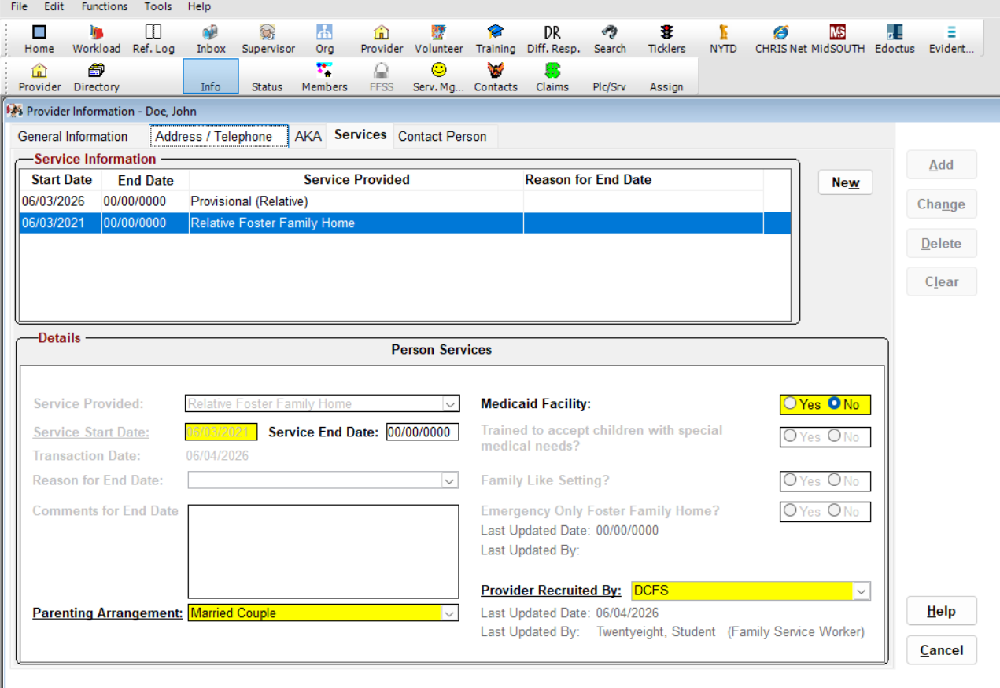 File Edit Functions Tools Help
Home Workload Ref. Log Inbox Supervisor Org Provider Volunteer Training DR Diff. Resp. Search Ticklers NYTD CHRIS Net MS MidSOUTH Edoctus Evident...
Provider Directory Info Status Members FFSS Serv. Mg... Contacts Claims Plc/Srv Assign
Provider Information - Doe, John
General Information Address / Telephone AKA Services Contact Person
Service Information
Start Date End Date Service Provided Reason for End Date
06/03/2026 00/00/0000 Provisional (Relative)
06/03/2021 00/00/0000 Relative Foster Family Home
New
Add
Change
Delete
Clear
Details
Person Services
Service Provided: Relative Foster Family Home
Service Start Date: 06/03/2021 Service End Date: 00/00/0000
Transaction Date: 06/04/2026
Reason for End Date:
Comments for End Date
Parenting Arrangement: Married Couple
Medicaid Facility: Yes No
Trained to accept children with special
medical needs? Yes No
Family Like Setting? Yes No
Emergency Only Foster Family Home? Yes No
Last Updated Date: 00/00/0000
Last Updated By:
Provider Recruited By: DCFS
Last Updated Date: 06/04/2026
Last Updated By: Twentyeight, Student (Family Service Worker)
Help
Cancel